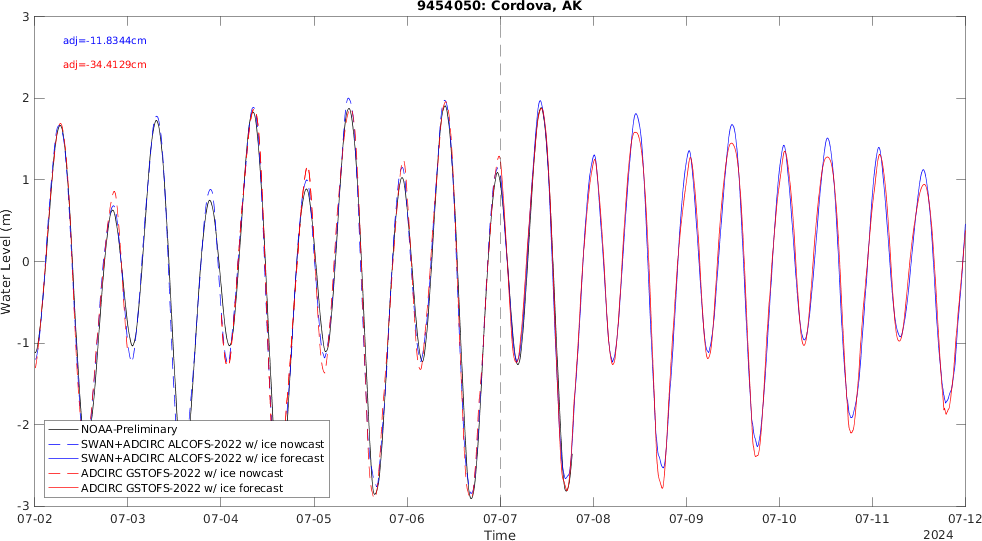 9454050: Cordova, AK
adj=-11.8344cm
adj=-34.4129cm
3
2
1
0
-1
-2
-3
Water Level (m)
NOAA-Preliminary
SWAN+ADCIRC ALCOFS-2022 w/ ice nowcast
SWAN+ADCIRC ALCOFS-2022 w/ ice forecast
ADCIRC GSTOFS-2022 w/ ice nowcast
ADCIRC GSTOFS-2022 w/ ice forecast
07-02 07-03 07-04 07-05 07-06 07-07 07-08 07-09 07-10 07-11 07-12
Time
2024